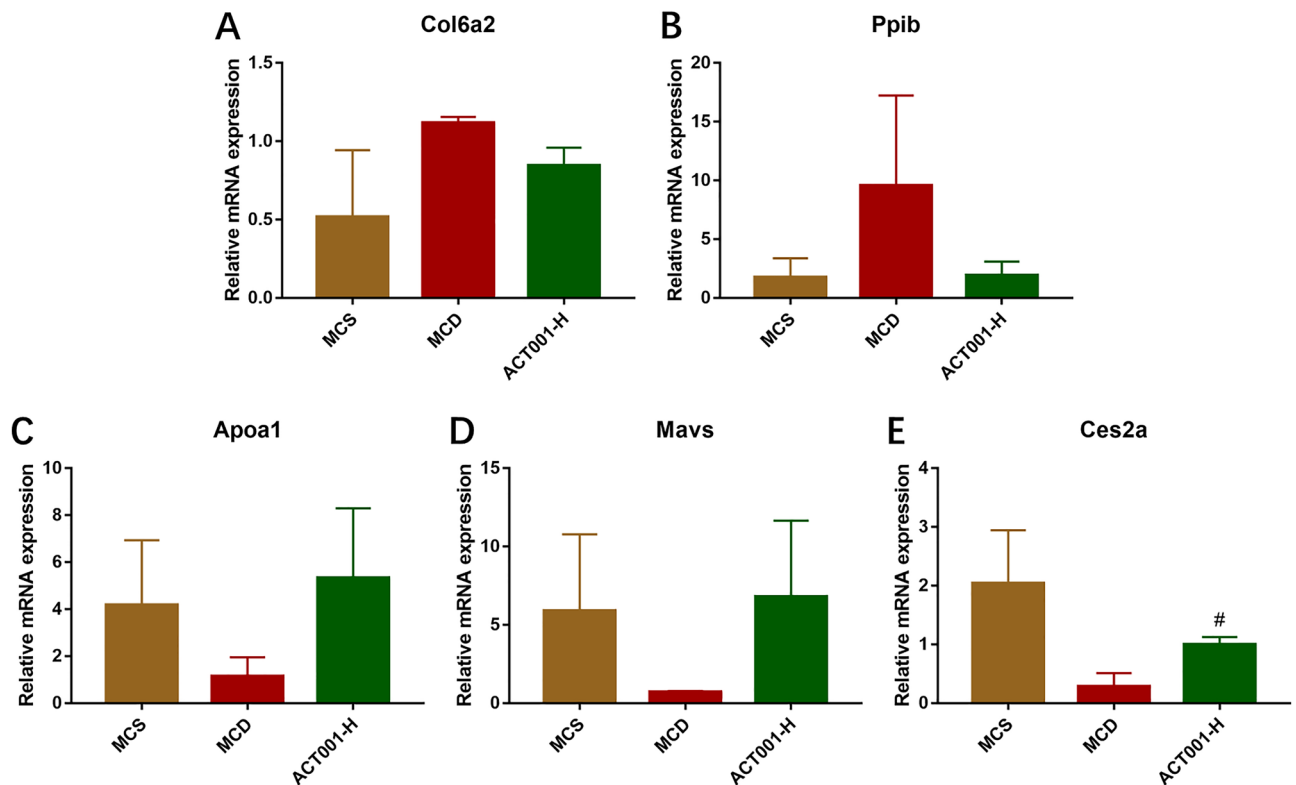 A
Col6a2
Relative mRNA expression
1.5
1.0
0.5
0.0
MCS
MCD
ACT001-H
B
Ppib
Relative mRNA expression
20
15
10
5
0
MCS
MCD
ACT001-H
C
Apoa1
Relative mRNA expression
10
8
6
4
2
0
MCS
MCD
ACT001-H
D
Mavs
Relative mRNA expression
15
10
5
0
MCS
MCD
ACT001-H
E
Ces2a
Relative mRNA expression
4
3
2
1
0
#
MCS
MCD
ACT001-H